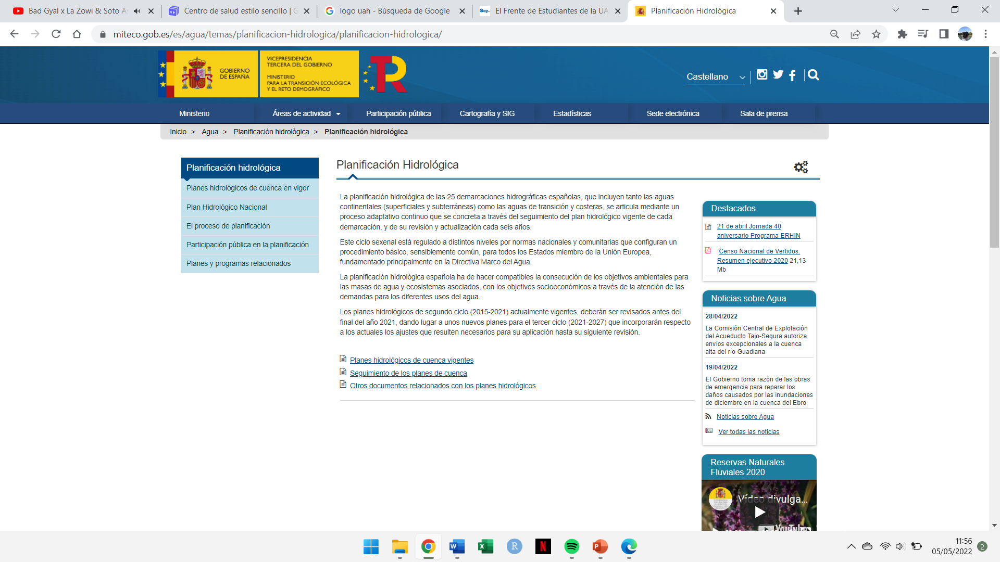 Bad Gyal x La Zowi & Soto A
Centro de salud estilo sencillo | G
logo uah - Búsqueda de Google
Soy-
El Frente de Estudiantes de la UA
Planificación Hidrológica
miteco.gob.es/es/agua/temas/planificacion-hidrologica/planificacion-hidrologica/
GOBIERNO
DE ESPAÑA
VICEPRESIDENCIA
TERCERA DEL GOBIERNO
MINISTERIO
PARA LA TRANSICIÓN ECOLÓGICA
Y EL RETO DEMOGRÁFICO
R
Castellano
Ministerio
Áreas de actividad
Participación pública
Cartografía y SIG
Estadísticas
Sede electrónica
Sala de prensa
Inicio > Agua > Planificación hidrológica > Planificación hidrológica
Planificación hidrológica
Planes hidrológicos de cuenca en vigor
Plan Hidrológico Nacional
El proceso de planificación
Participación pública en la planificación
Planes y programas relacionados
Planificación Hidrológica
La planificación hidrológica de las 25 demarcaciones hidrográficas españolas, que incluyen tanto las aguas
continentales (superficiales y subterráneas) como las aguas de transición y costeras, se articula mediante un
proceso adaptativo continuo que se concreta a través del seguimiento del plan hidrológico vigente de cada
demarcación, y de su revisión y actualización cada seis años.
Este ciclo sexenal está regulado a distintos niveles por normas nacionales y comunitarias que configuran un
procedimiento básico, sensiblemente común, para todos los Estados miembro de la Unión Europea,
fundamentado principalmente en la Directiva Marco del Agua.
La planificación hidrológica española ha de hacer compatibles la consecución de los objetivos ambientales para
las masas de agua y ecosistemas asociados, con los objetivos socioeconómicos a través de la atención de las
demandas para los diferentes usos del agua.
Los planes hidrológicos de segundo ciclo (2015-2021) actualmente vigentes, deberán ser revisados antes del
final del año 2021, dando lugar a unos nuevos planes para el tercer ciclo (2021-2027) que incorporarán respecto
a los actuales los ajustes que resulten necesarios para su aplicación hasta su siguiente revisión.
Planes hidrológicos de cuenca vigentes
Seguimiento de los planes de cuenca
Otros documentos relacionados con los planes hidrológicos
Destacados
21 de abril Jornada 40
aniversario Programa ERHIN
Censo Nacional de Vertidos.
Resumen ejecutivo 2020 21,13
Mb
Noticias sobre Agua
28/04/2022
La Comisión Central de Explotación
del Acueducto Tajo-Segura autoriza
envíos excepcionales a la cuenca
alta del río Guadiana
19/04/2022
El Gobierno toma razón de las obras
de emergencia para reparar los
daños causados por las inundaciones
de diciembre en la cuenca del Ebro
Noticias sobre Agua
Ver todas las noticias
Reservas Naturales
Fluviales 2020
Vídeo divulga...
YouTube
W
X
R
N
P
11:56
05/05/2022
2